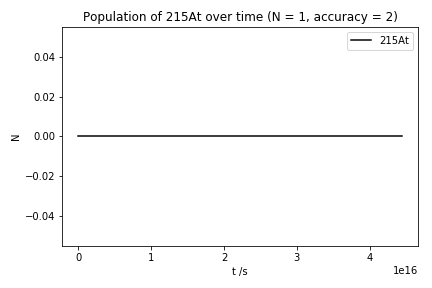 Population of 215At over time (N = 1, accuracy = 2)
215At
0.04
0.02
0.00
−0.02
−0.04
N
0 1 2 3 4
t /s
1e16